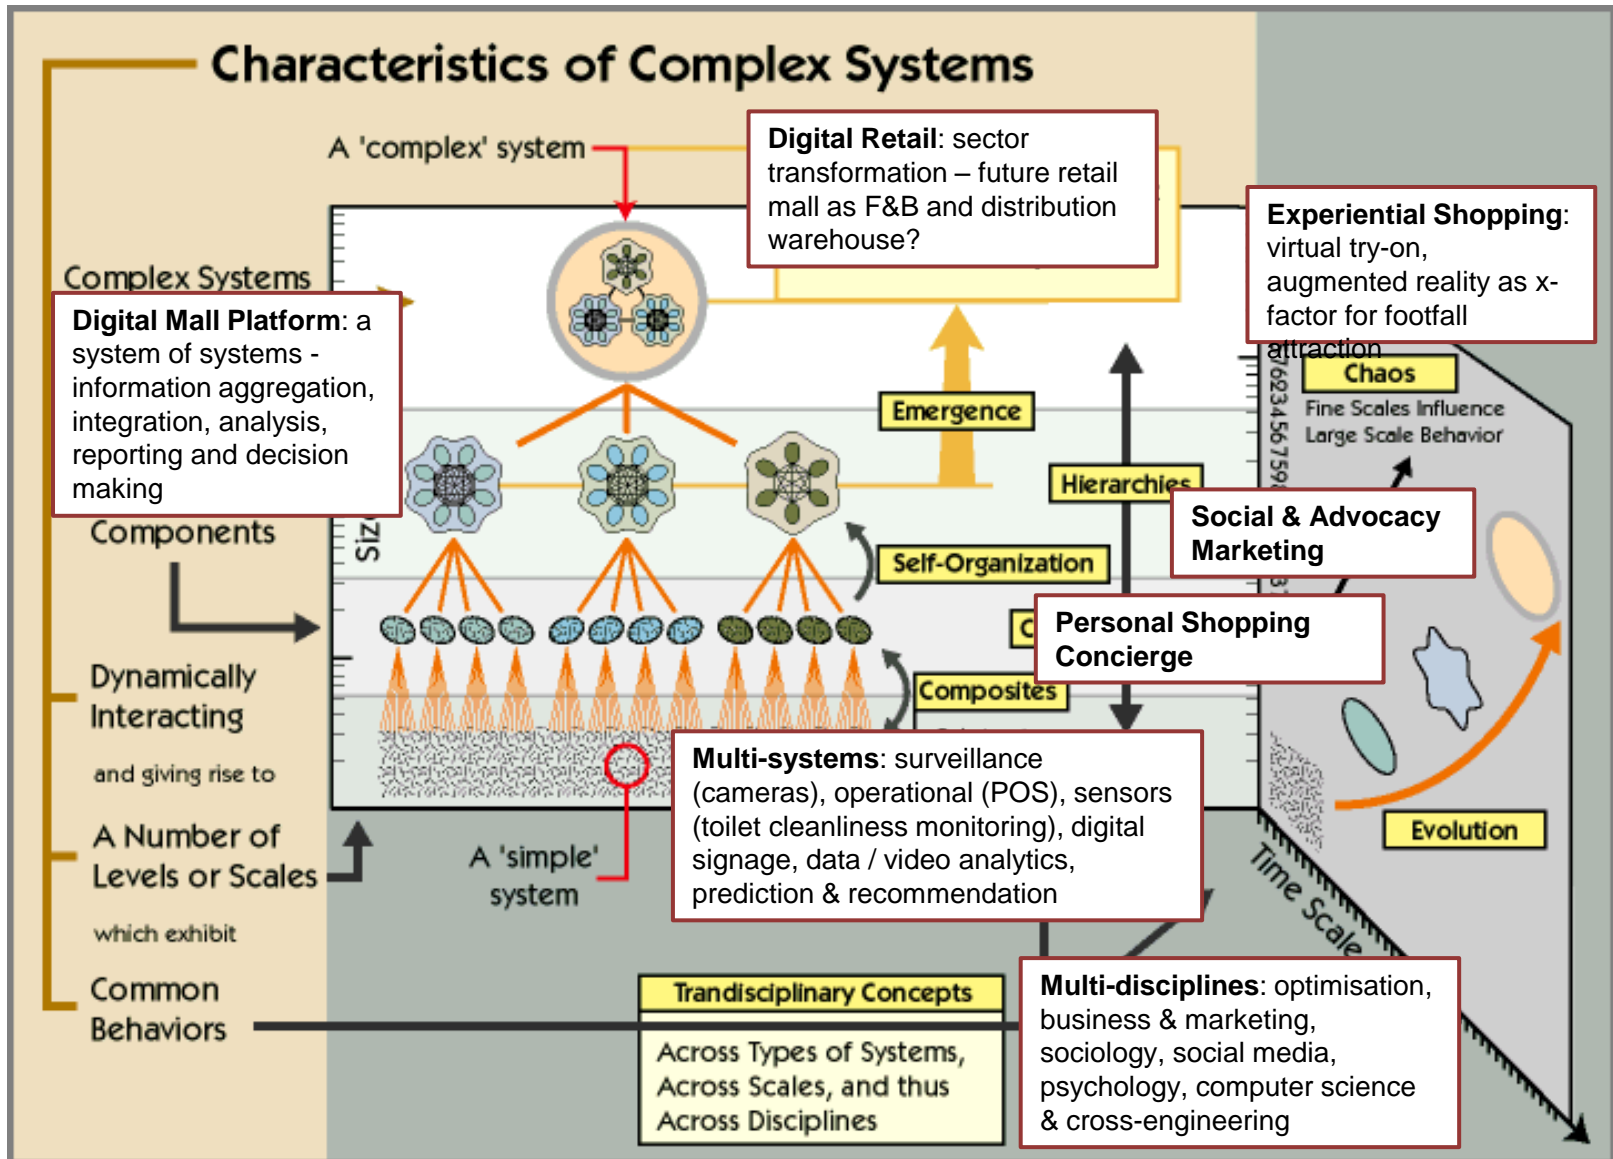 Characteristics of Complex Systems
A 'complex' system
Digital Retail: sector
transformation – future retail
mall as F&B and distribution
warehouse?
Experiential Shopping:
virtual try-on,
augmented reality as x-
factor for footfall
attraction
Complex Systems
Digital Mall Platform: a
system of systems -
information aggregation,
integration, analysis,
reporting and decision
making
Chaos
Fine Scales Influence
Large Scale Behavior
Emergence
Hierarchies
Social & Advocacy
Marketing
Components
Self-Organization
Personal Shopping
Concierge
Composites
Dynamically
Interacting
and giving rise to
Multi-systems: surveillance
(cameras), operational (POS), sensors
(toilet cleanliness monitoring), digital
signage, data / video analytics,
prediction & recommendation
Evolution
A Number of
Levels or Scales
A 'simple'
system
Time Scale
which exhibit
Common
Behaviors
Trandisciplinary Concepts
Across Types of Systems,
Across Scales, and thus
Across Disciplines
Multi-disciplines: optimisation,
business & marketing,
sociology, social media,
psychology, computer science
& cross-engineering